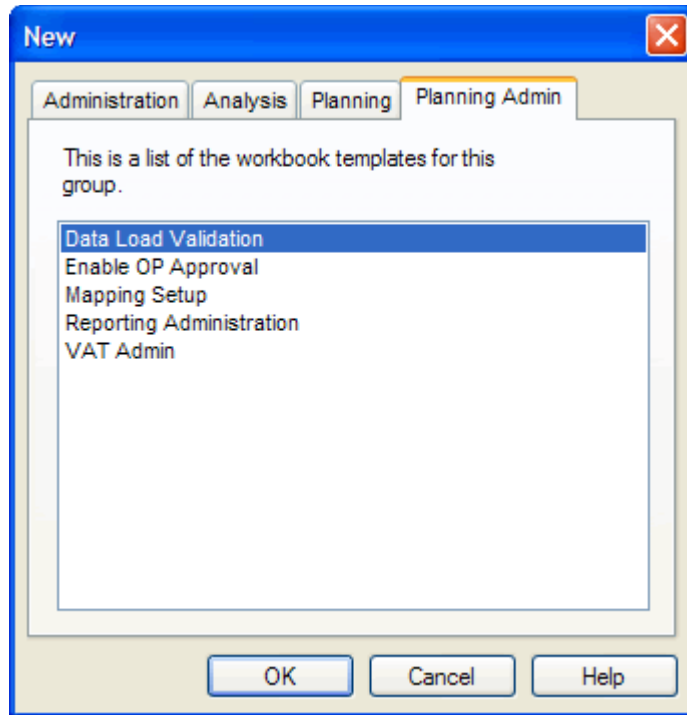 New
Administration Analysis Planning Planning Admin
This is a list of the workbook templates for this
group.
Data Load Validation
Enable OP Approval
Mapping Setup
Reporting Administration
VAT Admin
OK Cancel Help